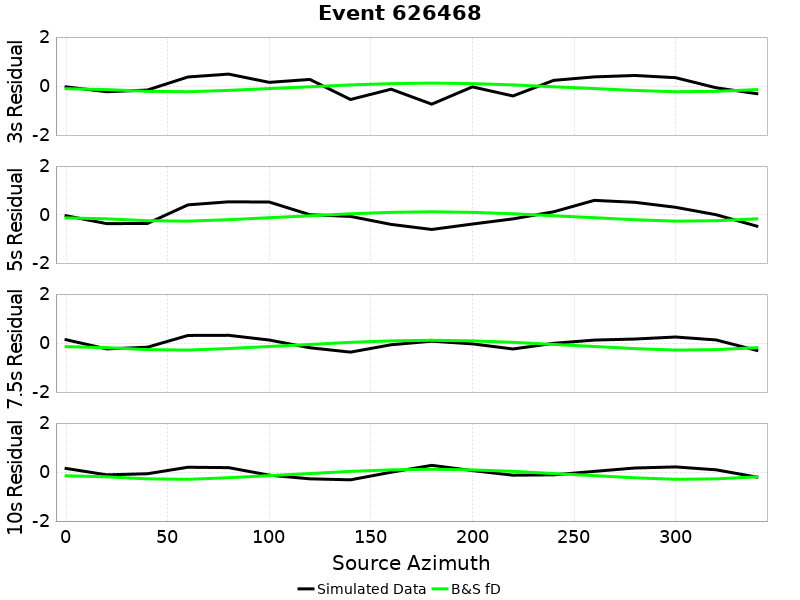 Event 626468
3s Residual
2
0
-2
5s Residual
2
0
-2
7.5s Residual
2
0
-2
10s Residual
2
0
-2
0 50 100 150 200 250 300
Source Azimuth
Simulated Data B&S fD